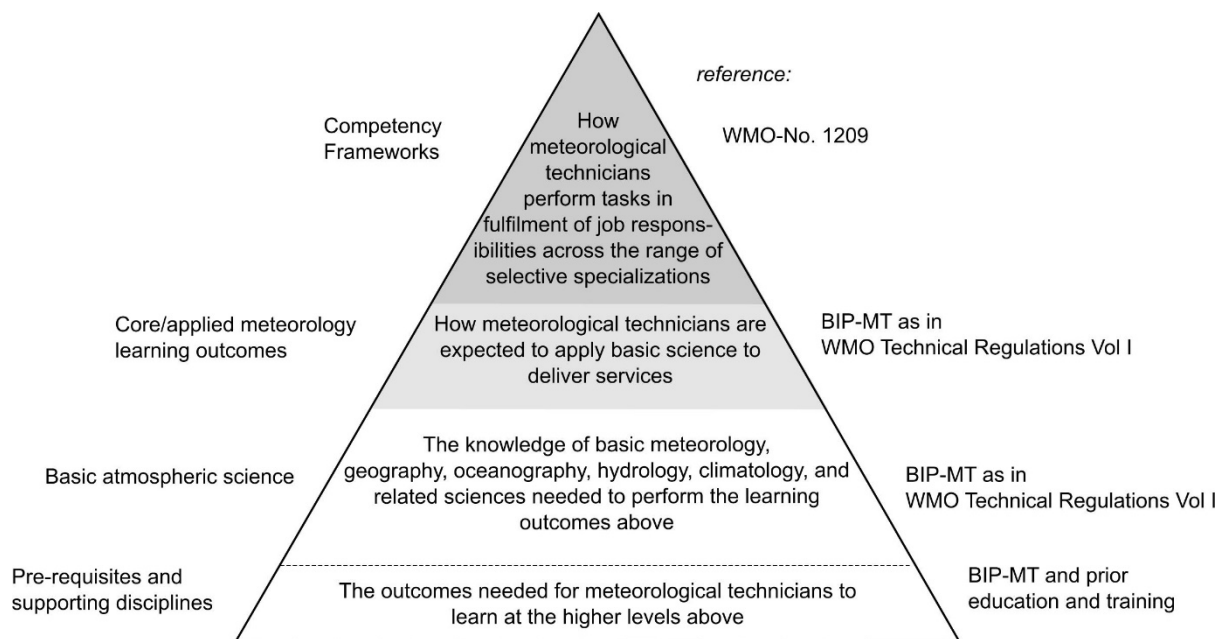 reference:
Competency
Frameworks
How
meteorological
technicians
perform tasks in
fulfilment of job respons-
ibilities across the range of
selective specializations
WMO-No. 1209
Core/applied meteorology
learning outcomes
How meteorological technicians are
expected to apply basic science to
deliver services
BIP-MT as in
WMO Technical Regulations Vol I
Basic atmospheric science
The knowledge of basic meteorology,
geography, oceanography, hydrology, climatology, and
related sciences needed to perform the learning
outcomes above
BIP-MT as in
WMO Technical Regulations Vol I
Pre-requisites and
supporting disciplines
The outcomes needed for meteorological technicians to
learn at the higher levels above
BIP-MT and prior
education and training